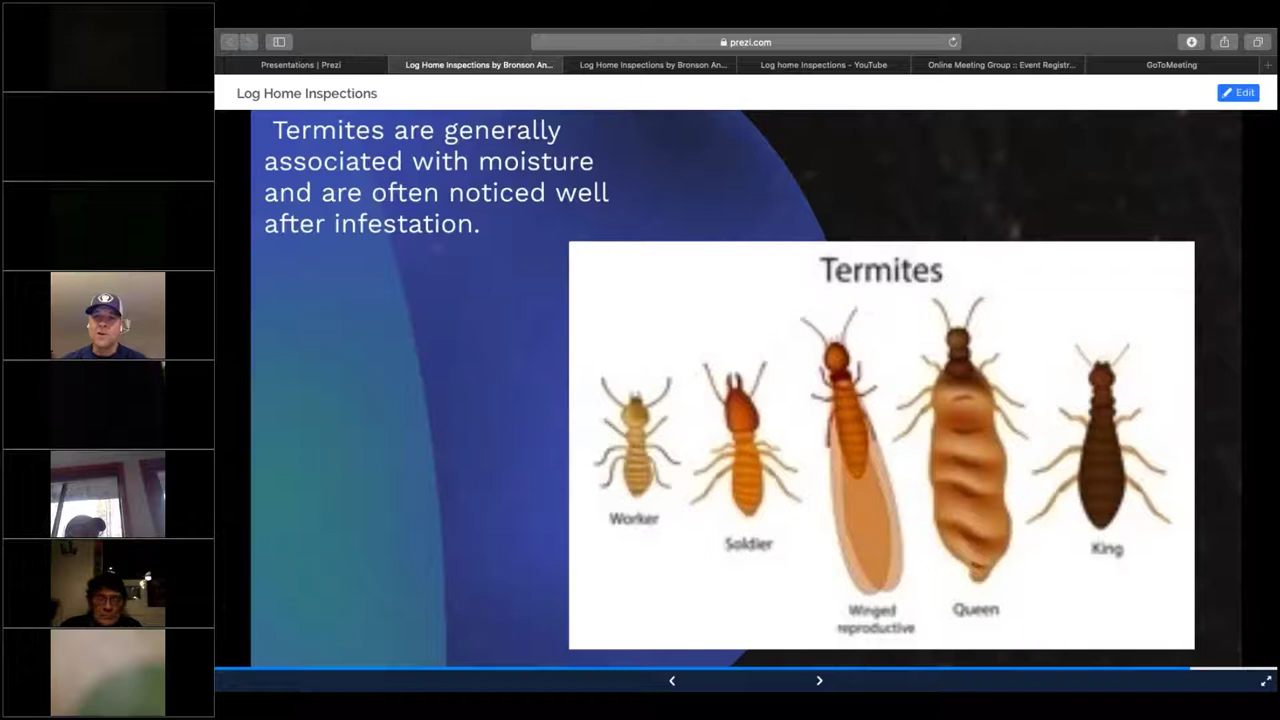 prezi.com
Presentations | Prezi
Log Home Inspections by Bronson An...
Log Home Inspections by Bronson An...
Log home Inspections - YouTube
Online Meeting Group :: Event Registr...
GoToMeeting
Log Home Inspections
Edit
Termites are generally
associated with moisture
and are often noticed well
after infestation.
Termites
Worker
Soldier
Winged
reproductive
Queen
King